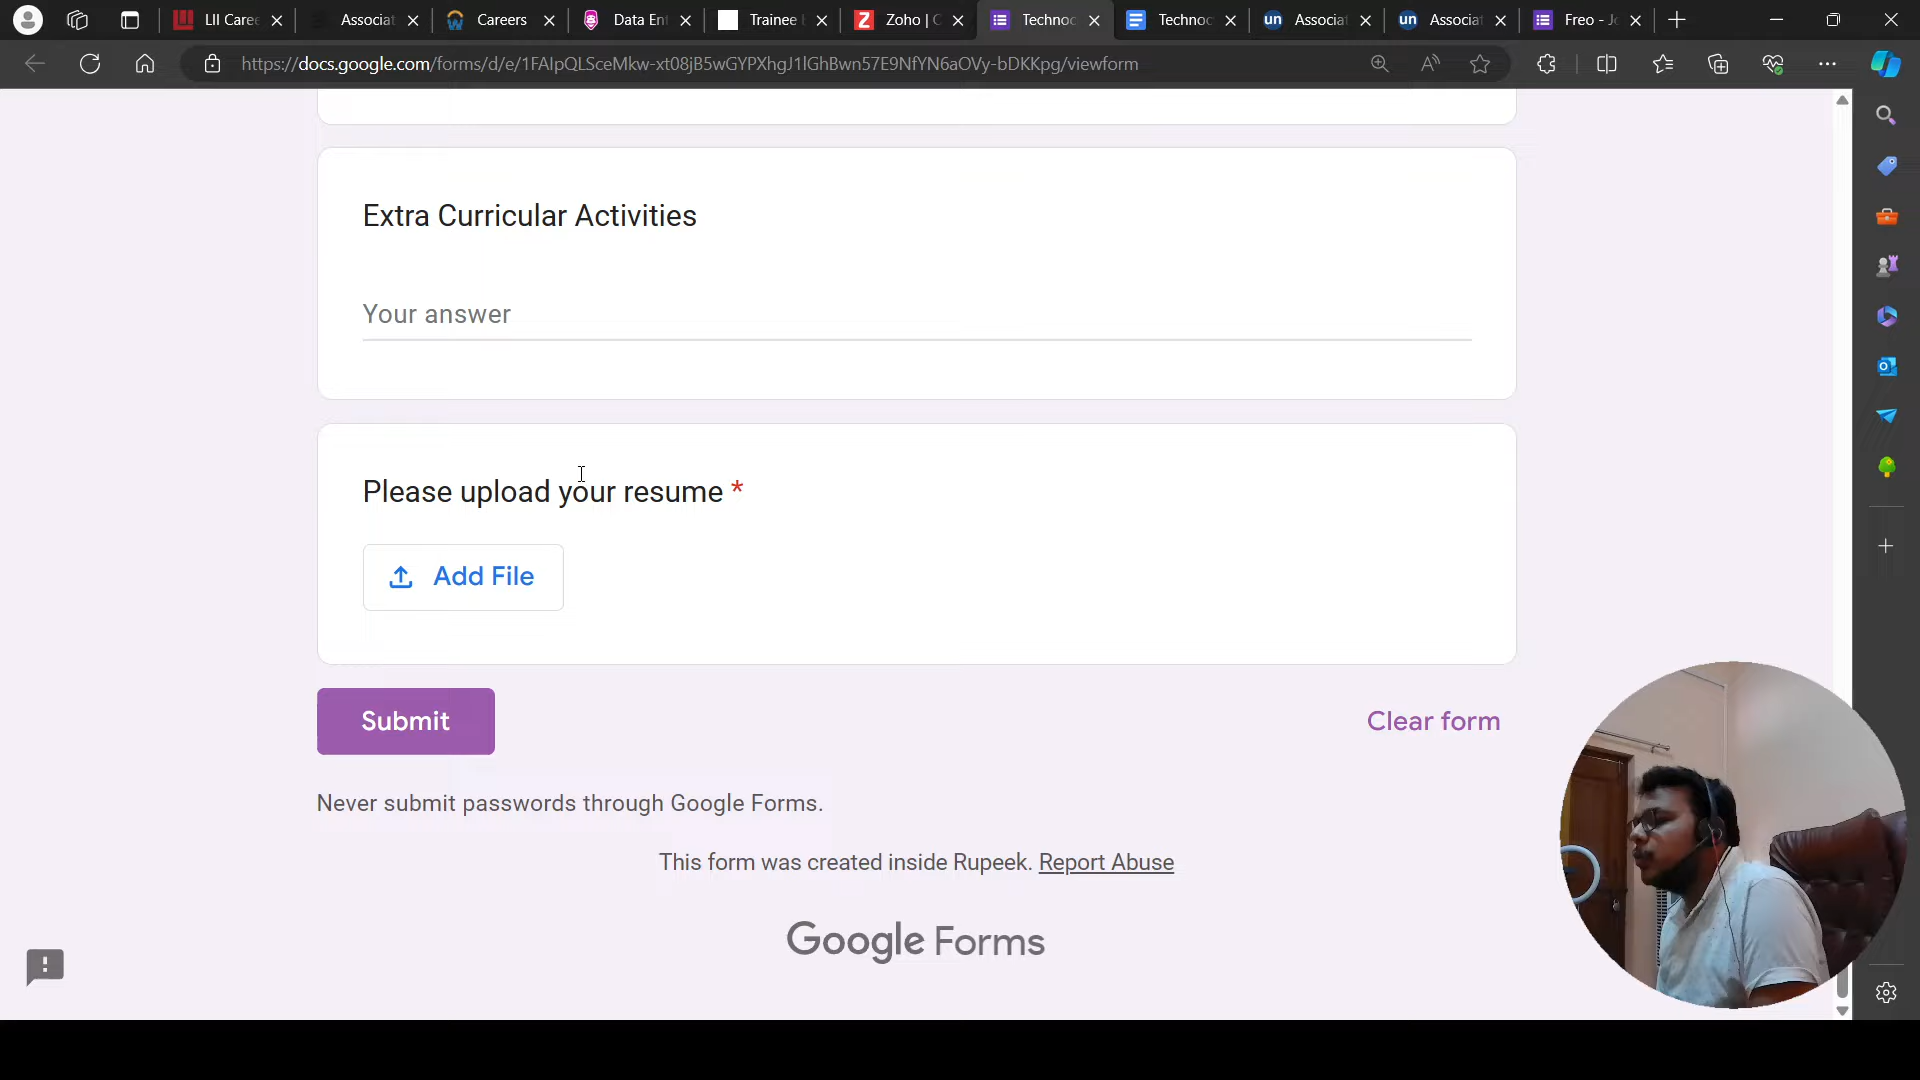 LII Caree
Associat
Careers
Data Ent
Trainee
Zoho | C
Technoc
Technoc
Associat
Associat
Freo - Jo
https://docs.google.com/forms/d/e/1FAIpQLSceMkw-xt08jB5wGYPXhgJ1lGhBwn57E9NfYN6aOVy-bDKKpg/viewform
Extra Curricular Activities
Your answer
Please upload your resume *
Add File
Submit
Clear form
Never submit passwords through Google Forms.
This form was created inside Rupeek. Report Abuse
Google Forms